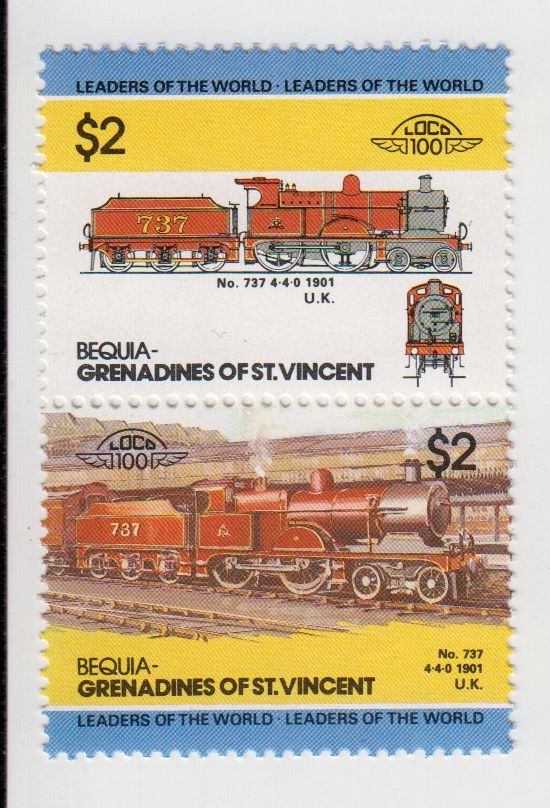 LEADERS OF THE WORLD · LEADERS OF THE WORLD
$2
LOCO
100
737
No. 737 4·4·0 1901
U.K.
BEQUIA-
GRENADINES OF ST. VINCENT
LOCO
100
$2
737
BEQUIA-
GRENADINES OF ST. VINCENT
No. 737
4·4·0 1901
U.K.
LEADERS OF THE WORLD · LEADERS OF THE WORLD